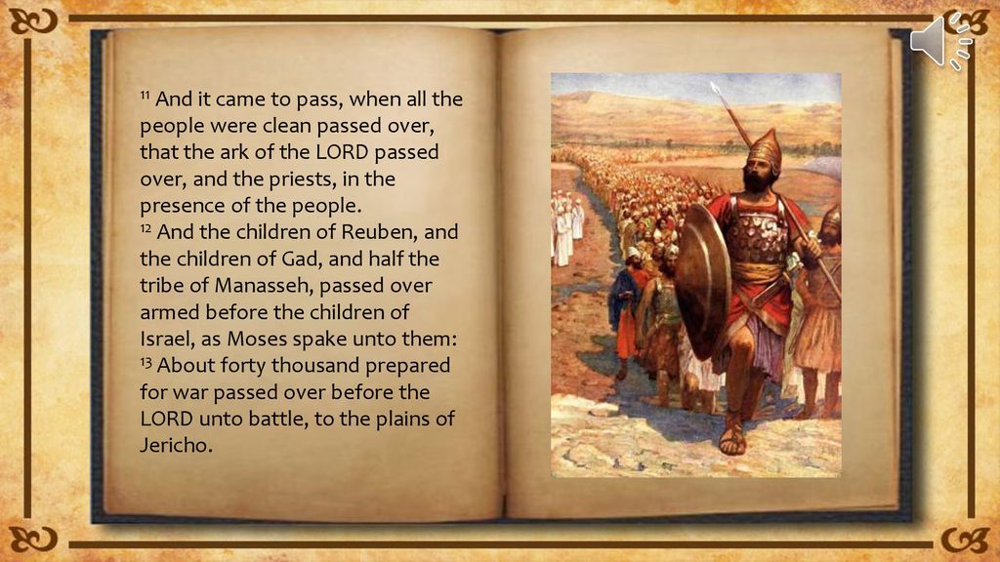 ¹¹ And it came to pass, when all the
people were clean passed over,
that the ark of the LORD passed
over, and the priests, in the
presence of the people.
¹² And the children of Reuben, and
the children of Gad, and half the
tribe of Manasseh, passed over
armed before the children of
Israel, as Moses spake unto them:
¹³ About forty thousand prepared
for war passed over before the
LORD unto battle, to the plains of
Jericho.